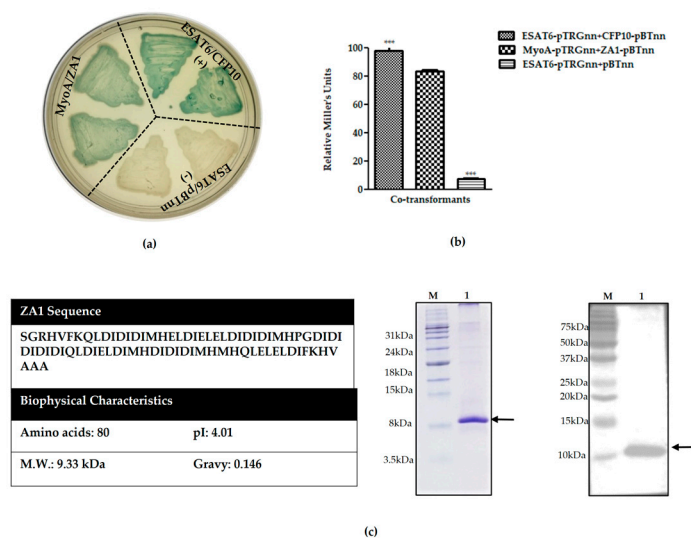 (a)
ESAT6/CFP10
(+)
MyoA/ZA1
(-)
ESAT6/pBTnn
ESAT6-pTRGnn+CFP10-pBTnn
MyoA-pTRGnn+ZA1-pBTnn
ESAT6-pTRGnn+pBTnn
Relative Miller's Units
100
80
60
40
20
0
***
***
Co-transformants
(b)
ZA1 Sequence
SGRHVFKQLDIDIDIMHELDIELELDIDIDIMHPGDIDI
DIDIDIQLDIELDIMHDIDIDIMHMHQLELELDIFKHV
AAA
Biophysical Characteristics
Amino acids: 80
pI: 4.01
M.W.: 9.33 kDa
Gravy: 0.146
M
1
31kDa
24kDa
18kDa
15kDa
8kDa
3.5kDa
M
1
75kDa
50kDa
37kDa
25kDa
20kDa
15kDa
10kDa
(c)